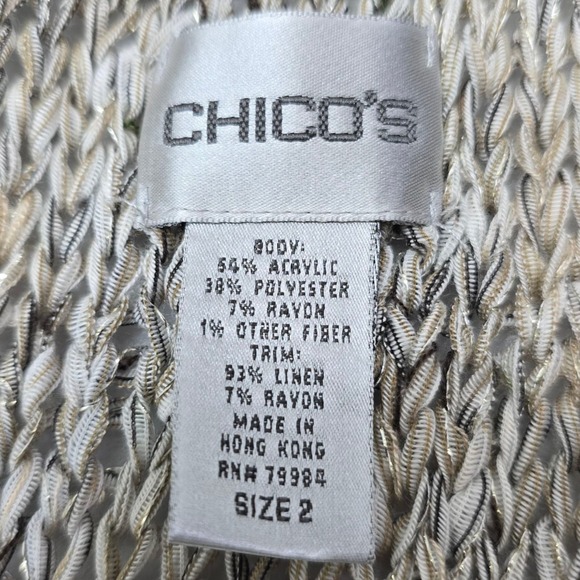 CHICO'S
BODY:
54% ACRYLIC
38% POLYESTER
7% RAYON
1% OTHER FIBER
TRIM:
93% LINEN
7% RAYON
MADE IN
HONG KONG
RN# 79984
SIZE 2